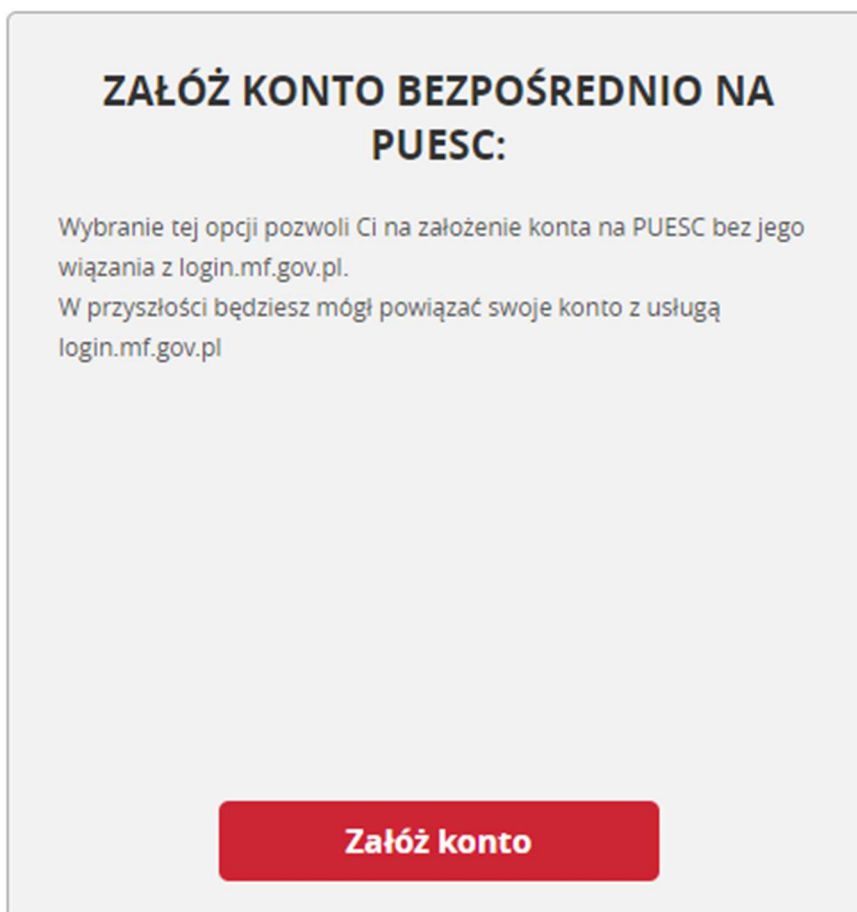 ZAŁÓŻ KONTO BEZPOŚREDNIO NA
PUESC:
Wybranie tej opcji pozwoli Ci na założenie konta na PUESC bez jego
wiązania z login.mf.gov.pl.
W przyszłości będziesz mógł powiązać swoje konto z usługą
login.mf.gov.pl
Załóż konto